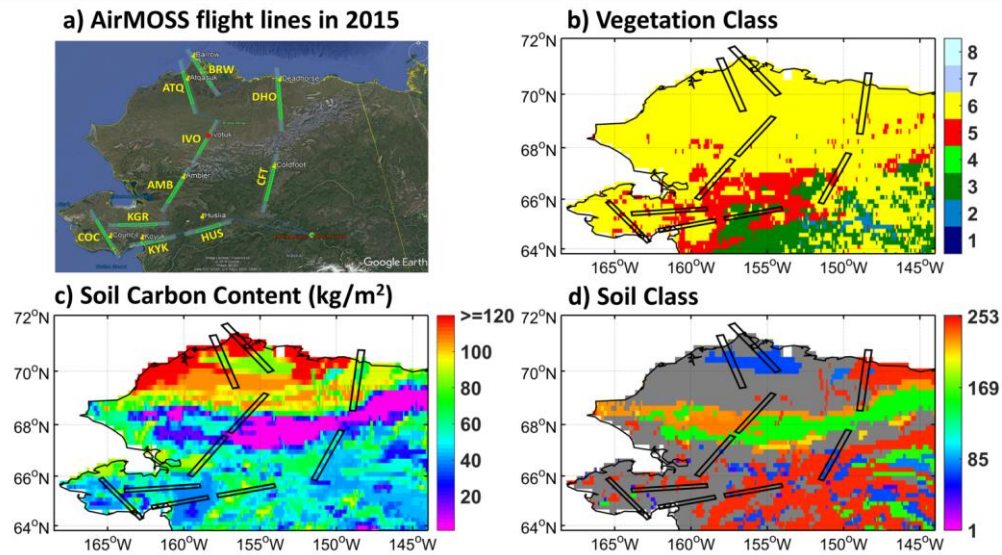 a) AirMOSS flight lines in 2015
Barrow
BRW
Atqasuk
ATQ
Deadhorse
DHO
IVO
Ivotuk
Coldfoot
CFT
Ambler
AMB
KGR
Huslia
COC
Council
Koyuk
KYK
HUS
Google Earth
b) Vegetation Class
72°N
70°N
68°N
66°N
64°N
165°W 160°W 155°W 150°W 145°W
8
7
6
5
4
3
2
1
c) Soil Carbon Content (kg/m²)
72°N
70°N
68°N
66°N
64°N
165°W 160°W 155°W 150°W 145°W
>=120
100
80
60
40
20
d) Soil Class
72°N
70°N
68°N
66°N
64°N
165°W 160°W 155°W 150°W 145°W
253
169
85
1